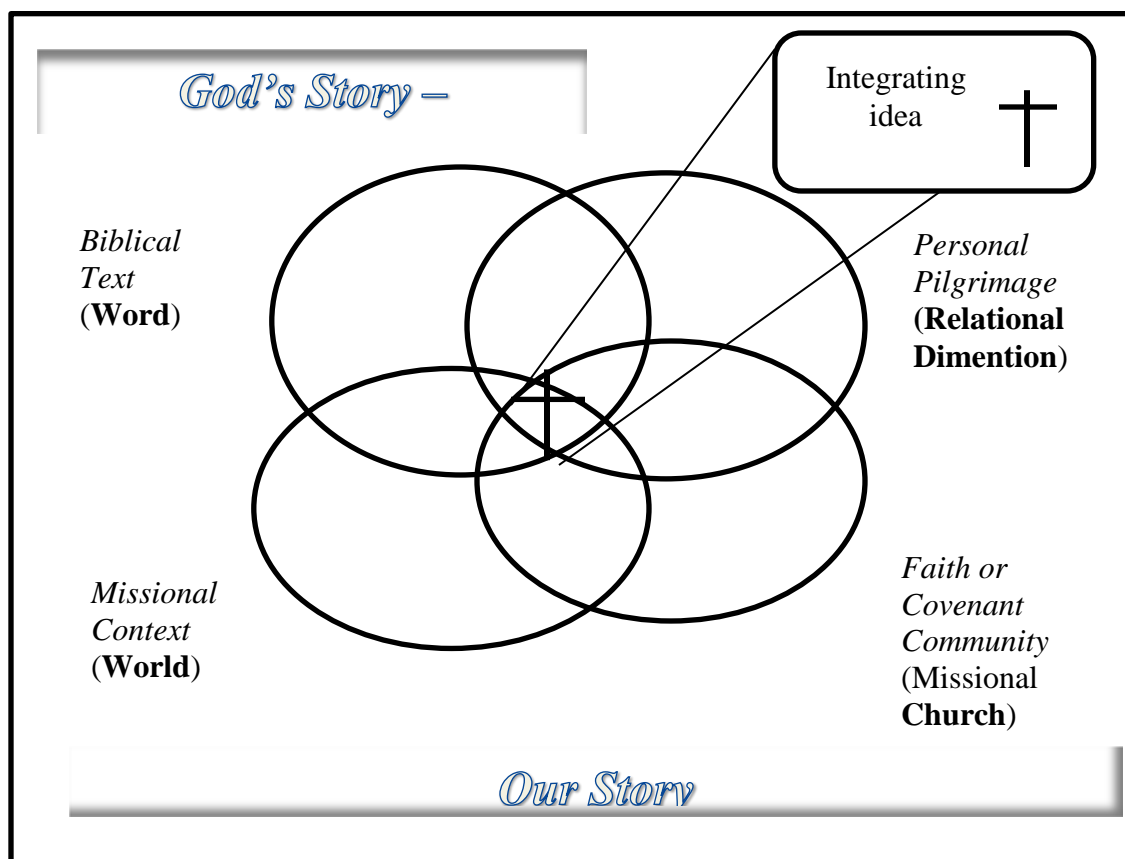 God's Story –
Integrating
idea
Biblical
Text
(Word)
Personal
Pilgrimage
(Relational
Dimention)
Missional
Context
(World)
Faith or
Covenant
Community
(Missional
Church)
Our Story